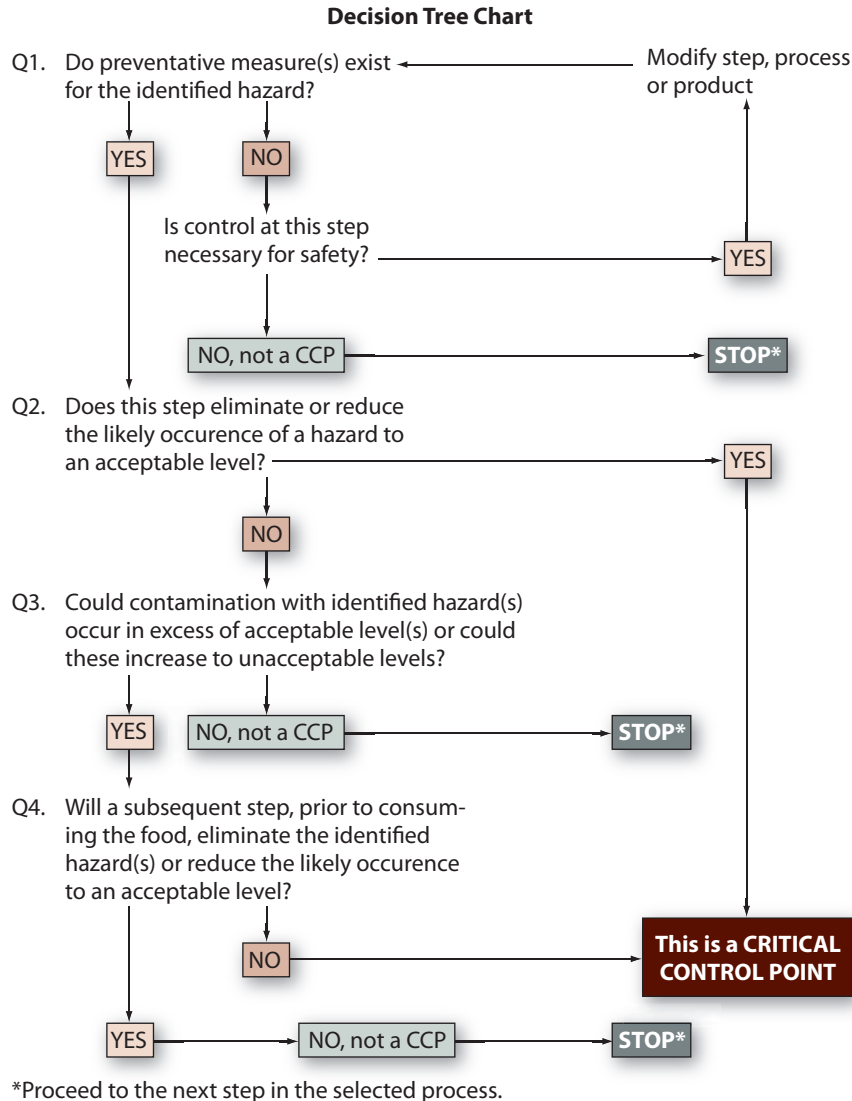 Decision Tree Chart
Q1. Do preventative measure(s) exist
for the identified hazard?
Modify step, process
or product
YES
NO
Is control at this step
necessary for safety?
YES
NO, not a CCP
STOP*
Q2. Does this step eliminate or reduce
the likely occurence of a hazard to
an acceptable level?
YES
NO
Q3. Could contamination with identified hazard(s)
occur in excess of acceptable level(s) or could
these increase to unacceptable levels?
YES
NO, not a CCP
STOP*
Q4. Will a subsequent step, prior to consum-
ing the food, eliminate the identified
hazard(s) or reduce the likely occurence
to an acceptable level?
NO
This is a CRITICAL
CONTROL POINT
YES
NO, not a CCP
STOP*
*Proceed to the next step in the selected process.